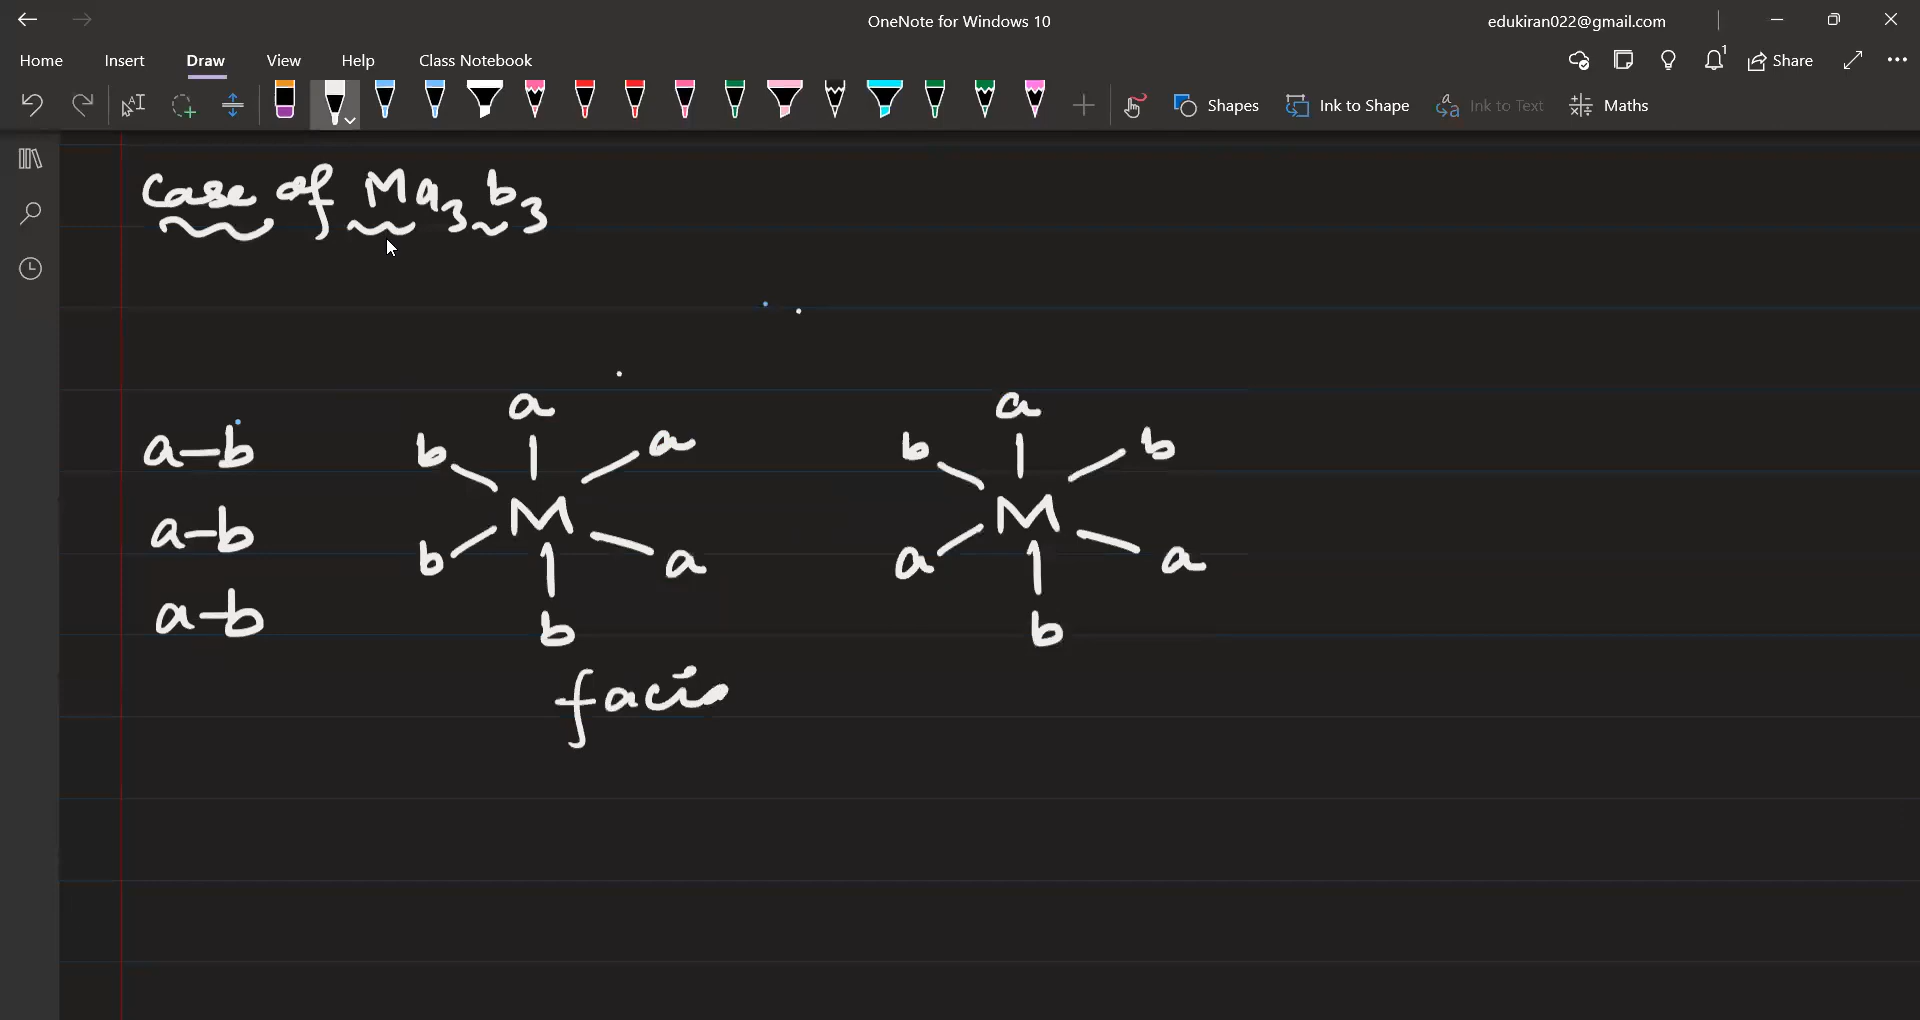 OneNote for Windows 10
edukiran022@gmail.com
Home Insert Draw View Help Class Notebook
1
Share
Shapes Ink to Shape Ink to Text Maths
Case of Ma3b3
a a
b a b b
a-b
M M
a-b
b a a a
a-b
b b